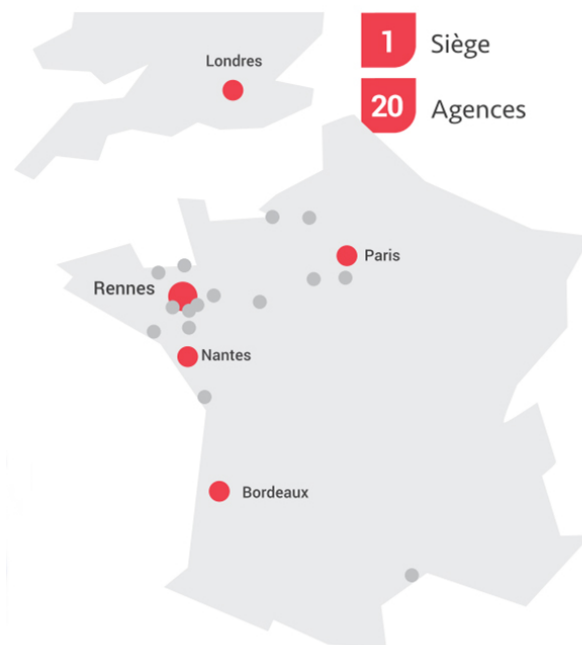 Londres
1 Siège
20 Agences
Paris
Rennes
Nantes
Bordeaux